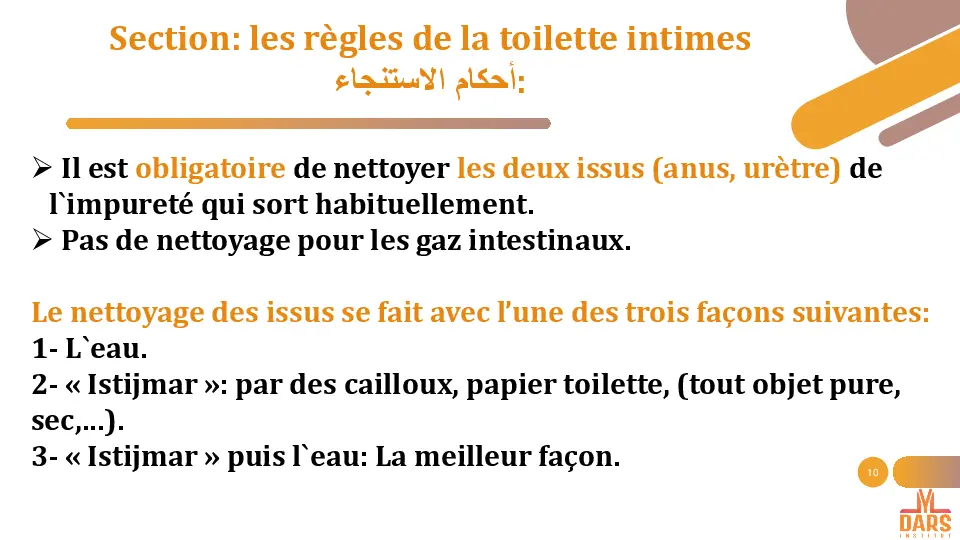 Section: les règles de la toilette intimes
أحكام الاستنجاء:
➢ Il est obligatoire de nettoyer les deux issus (anus, urètre) de
l`impureté qui sort habituellement.
➢ Pas de nettoyage pour les gaz intestinaux.
Le nettoyage des issus se fait avec l’une des trois façons suivantes:
1- L`eau.
2- « Istijmar »: par des cailloux, papier toilette, (tout objet pure,
sec,...).
3- « Istijmar » puis l`eau: La meilleur façon.
10
DARS
INSTITUT